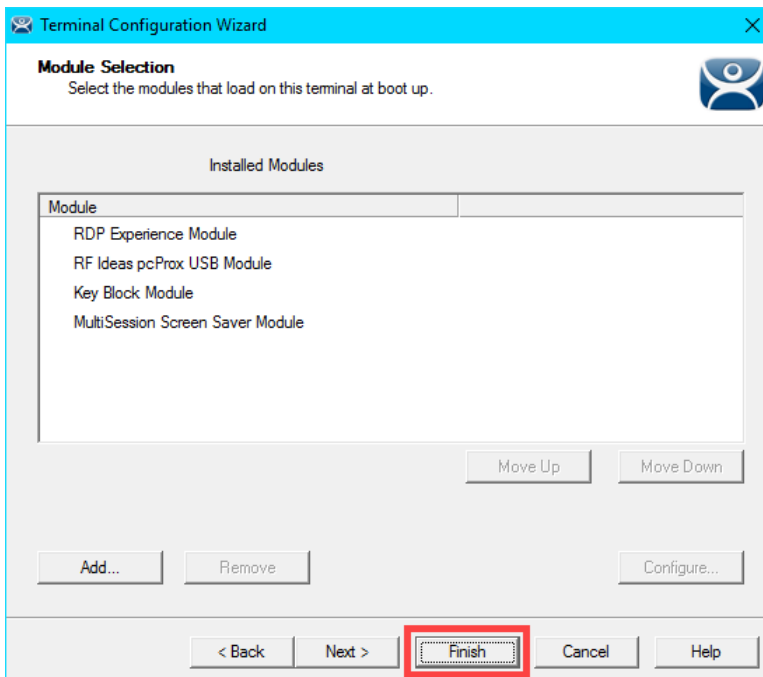 Terminal Configuration Wizard
Module Selection
Select the modules that load on this terminal at boot up.
Installed Modules
Module
RDP Experience Module
RF Ideas pcProx USB Module
Key Block Module
MultiSession Screen Saver Module
Move Up Move Down
Add... Remove Configure...
< Back Next > Finish Cancel Help